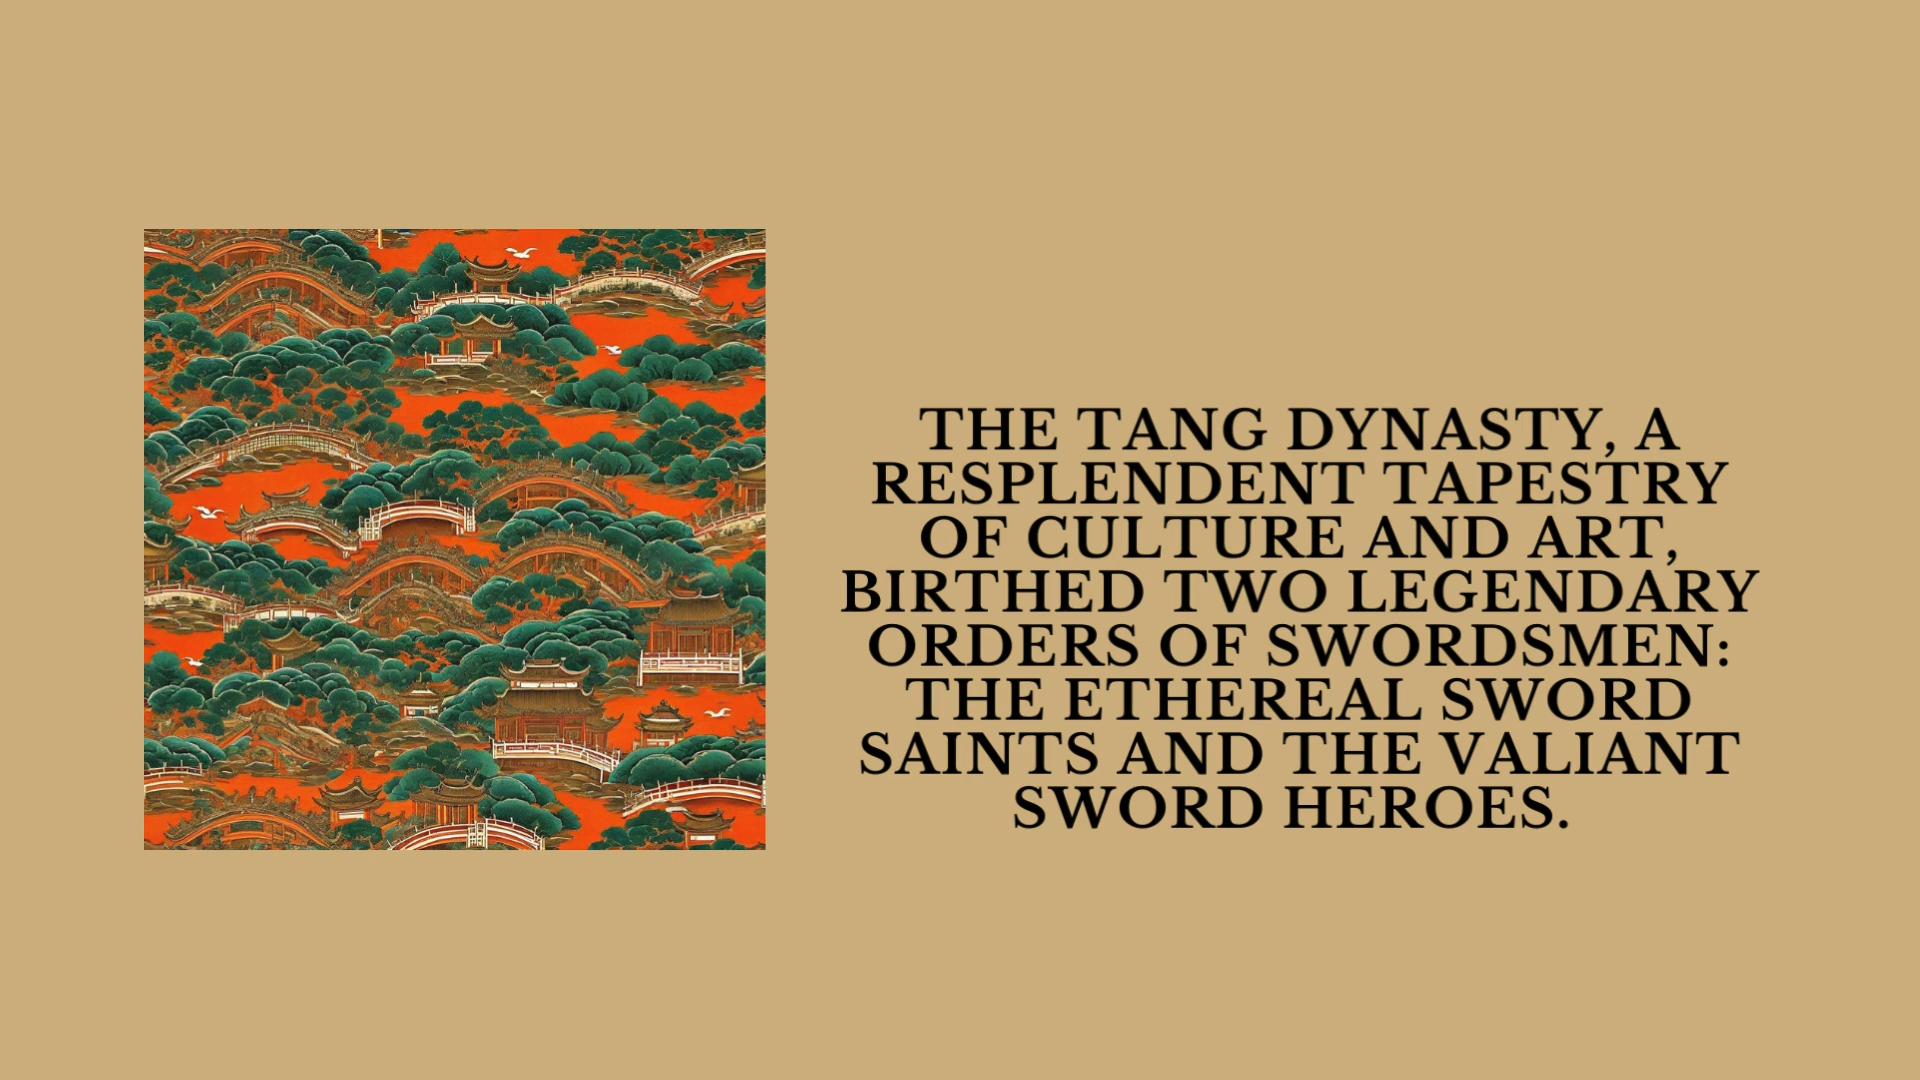 THE TANG DYNASTY, A
RESPLENDENT TAPESTRY
OF CULTURE AND ART,
BIRTHED TWO LEGENDARY
ORDERS OF SWORDSMEN:
THE ETHEREAL SWORD
SAINTS AND THE VALIANT
SWORD HEROES.